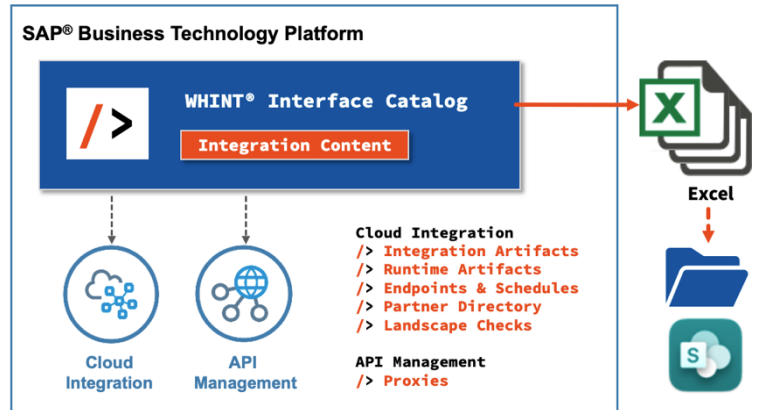 SAP® Business Technology Platform
/>
WHINT® Interface Catalog
Integration Content
X
Excel
Cloud Integration
/> Integration Artifacts
/> Runtime Artifacts
/> Endpoints & Schedules
/> Partner Directory
/> Landscape Checks
API Management
/> Proxies
Cloud
Integration
API
Management
S